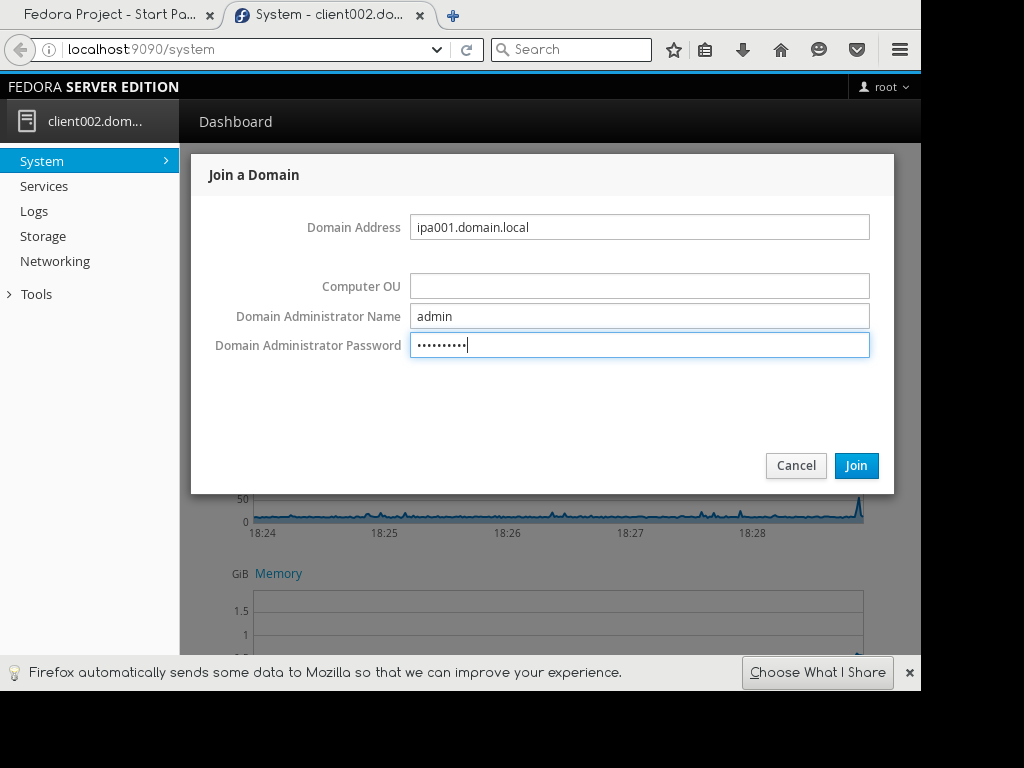 Fedora Project - Start Pa... × System - client002.do... ×
localhost:9090/system Search
FEDORA SERVER EDITION root
client002.dom... Dashboard
System
Services
Logs
Storage
Networking
Tools
Join a Domain
Domain Address ipa001.domain.local
Computer OU
Domain Administrator Name admin
Domain Administrator Password ••••••••••
Cancel Join
50
0
18:24 18:25 18:26 18:27 18:28
GiB Memory
1.5
1
Firefox automatically sends some data to Mozilla so that we can improve your experience. Choose What I Share ×